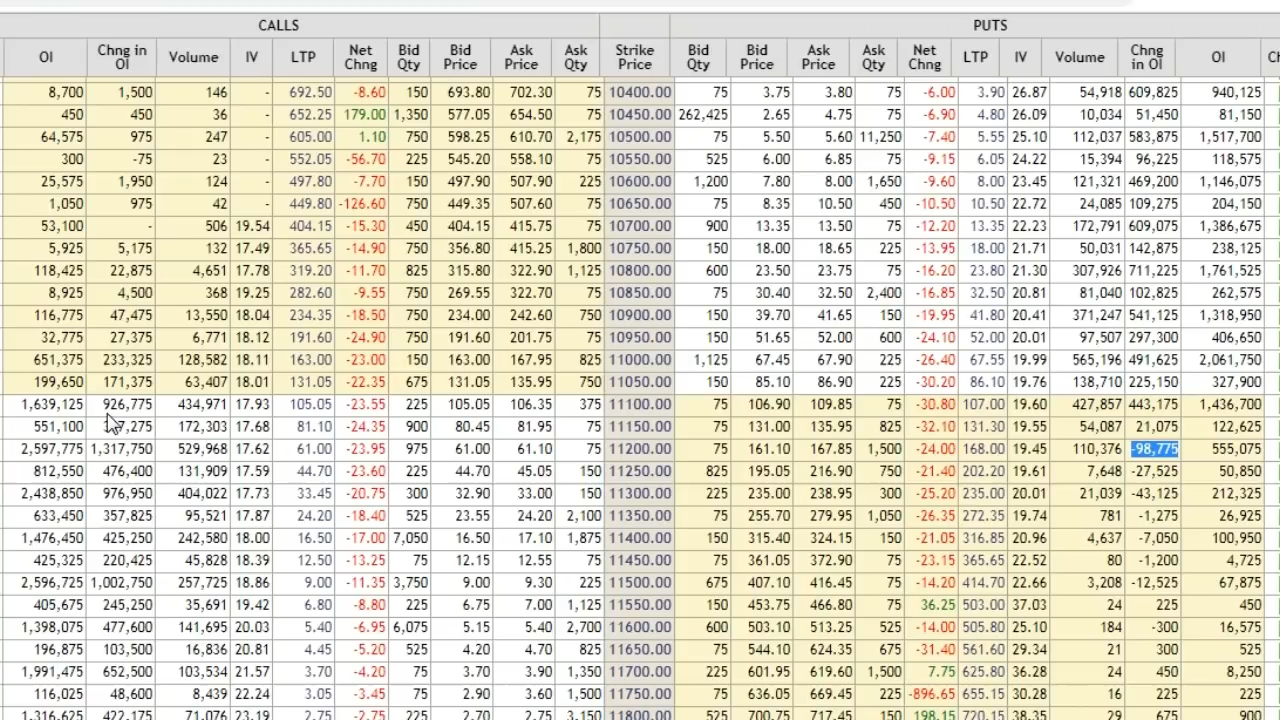 CALLS PUTS
OI Chng in OI Volume IV LTP Net Chng Bid Qty Bid Price Ask Price Ask Qty Strike Price Bid Qty Bid Price Ask Price Ask Qty Net Chng LTP IV Volume Chng in OI OI
8,700 1,500 146 - 692.50 -8.60 150 693.80 702.30 75 10400.00 75 3.75 3.80 75 -6.00 3.90 26.87 54,918 609,825 940,125
450 450 36 - 652.25 179.00 1,350 577.05 654.50 75 10450.00 262,425 2.65 4.75 75 -6.90 4.80 26.09 10,034 51,450 81,150
64,575 975 247 - 605.00 1.10 750 598.25 610.70 2,175 10500.00 75 5.50 5.60 11,250 -7.40 5.55 25.10 112,037 583,875 1,517,700
300 -75 23 - 552.05 -56.70 225 545.20 558.10 75 10550.00 525 6.00 6.85 75 -9.15 6.05 24.22 15,394 96,225 118,575
25,575 1,950 124 - 497.80 -7.70 150 497.90 507.90 225 10600.00 1,200 7.80 8.00 1,650 -9.60 8.00 23.45 121,321 469,200 1,146,075
1,050 975 42 - 449.80 -126.60 750 449.35 507.60 75 10650.00 75 8.35 10.50 450 -10.50 10.50 22.72 24,085 109,275 204,150
53,100 - 506 19.54 404.15 -15.30 450 404.15 415.75 75 10700.00 900 13.35 13.50 75 -12.20 13.35 22.23 172,791 609,075 1,386,675
5,925 5,175 132 17.49 365.65 -14.90 750 356.80 415.25 1,800 10750.00 150 18.00 18.65 225 -13.95 18.00 21.71 50,031 142,875 238,125
118,425 22,875 4,651 17.78 319.20 -11.70 825 315.80 322.90 1,125 10800.00 600 23.50 23.75 75 -16.20 23.80 21.30 307,926 711,225 1,761,525
8,925 4,500 368 19.25 282.60 -9.55 150 269.55 322.70 75 10850.00 75 30.40 32.50 2,400 -16.85 32.50 20.81 81,040 102,825 262,575
116,775 47,475 13,550 18.04 234.35 -18.50 750 234.00 242.60 750 10900.00 150 39.70 41.65 150 -19.95 41.80 20.41 371,247 541,125 1,318,950
32,775 27,375 6,771 18.12 191.60 -24.90 750 191.60 201.75 75 10950.00 150 51.65 52.00 600 -24.10 52.00 20.01 97,507 297,300 406,650
651,375 233,325 128,582 18.11 163.00 -23.00 150 163.00 167.95 825 11000.00 1,125 67.45 67.90 225 -26.40 67.55 19.99 565,196 491,625 2,061,750
199,650 171,375 63,407 18.01 131.05 -22.35 675 131.05 135.95 750 11050.00 150 85.10 86.90 225 -30.20 86.10 19.76 138,710 225,150 327,900
1,639,125 926,775 434,971 17.93 105.05 -23.55 225 105.05 106.35 375 11100.00 75 106.90 109.85 75 -30.80 107.00 19.60 427,857 443,175 1,436,700
551,100 172,303 17.68 81.10 -24.35 900 80.45 81.95 75 11150.00 75 131.00 135.95 825 -32.10 131.30 19.55 54,087 21,075 122,625
2,597,775 1,317,750 529,968 17.62 61.00 -23.95 975 61.00 61.10 75 11200.00 75 161.10 167.85 1,500 -24.00 168.00 19.45 110,376 -98,775 555,075
812,550 476,400 131,909 17.59 44.70 -23.60 225 44.70 45.05 150 11250.00 825 195.05 216.90 750 -21.40 202.20 19.61 7,648 -27,525 50,850
2,438,850 976,950 404,022 17.73 33.45 -20.75 300 32.90 33.00 150 11300.00 225 235.00 238.95 300 -25.20 235.00 20.01 21,039 -43,125 212,325
633,450 357,825 95,521 17.87 24.20 -18.40 525 23.55 24.20 2,100 11350.00 75 255.70 279.95 1,050 -26.35 272.35 19.74 781 -1,275 26,925
1,476,450 425,250 242,580 18.00 16.50 -17.00 7,050 16.50 17.10 1,875 11400.00 150 315.40 324.15 150 -21.05 316.85 20.96 4,637 -7,050 100,950
425,325 220,425 45,828 18.39 12.50 -13.25 75 12.15 12.55 75 11450.00 75 361.05 372.90 75 -23.15 365.65 22.52 80 -1,200 4,725
2,596,725 1,002,750 257,725 18.86 9.00 -11.35 3,750 9.00 9.30 225 11500.00 675 407.10 416.45 75 -14.20 414.70 22.66 3,208 -12,525 67,875
405,675 245,250 35,691 19.42 6.80 -8.80 225 6.75 7.00 1,125 11550.00 150 453.75 466.80 75 36.25 503.00 37.03 24 225 450
1,398,075 477,600 141,695 20.03 5.40 -6.95 6,075 5.15 5.40 2,700 11600.00 600 503.10 513.25 525 -14.00 505.80 25.10 184 -300 16,575
196,875 103,500 16,836 20.81 4.45 -5.20 525 4.20 4.70 825 11650.00 75 544.10 624.35 675 -31.40 561.60 29.34 21 300 525
1,991,475 652,500 103,534 21.57 3.70 -4.20 75 3.70 3.90 1,350 11700.00 225 601.95 619.60 1,500 7.75 625.80 36.28 24 450 8,250
116,025 48,600 8,439 22.24 3.05 -3.45 75 2.90 3.60 1,500 11750.00 75 636.05 669.45 225 -896.65 655.15 30.28 16 225 225
1,316,625 422,175 71,076 23.19 2.75 -2.75 225 2.70 2.75 3,150 11800.00 525 700.75 717.45 150 198.15 720.15 38.35 29 675 900